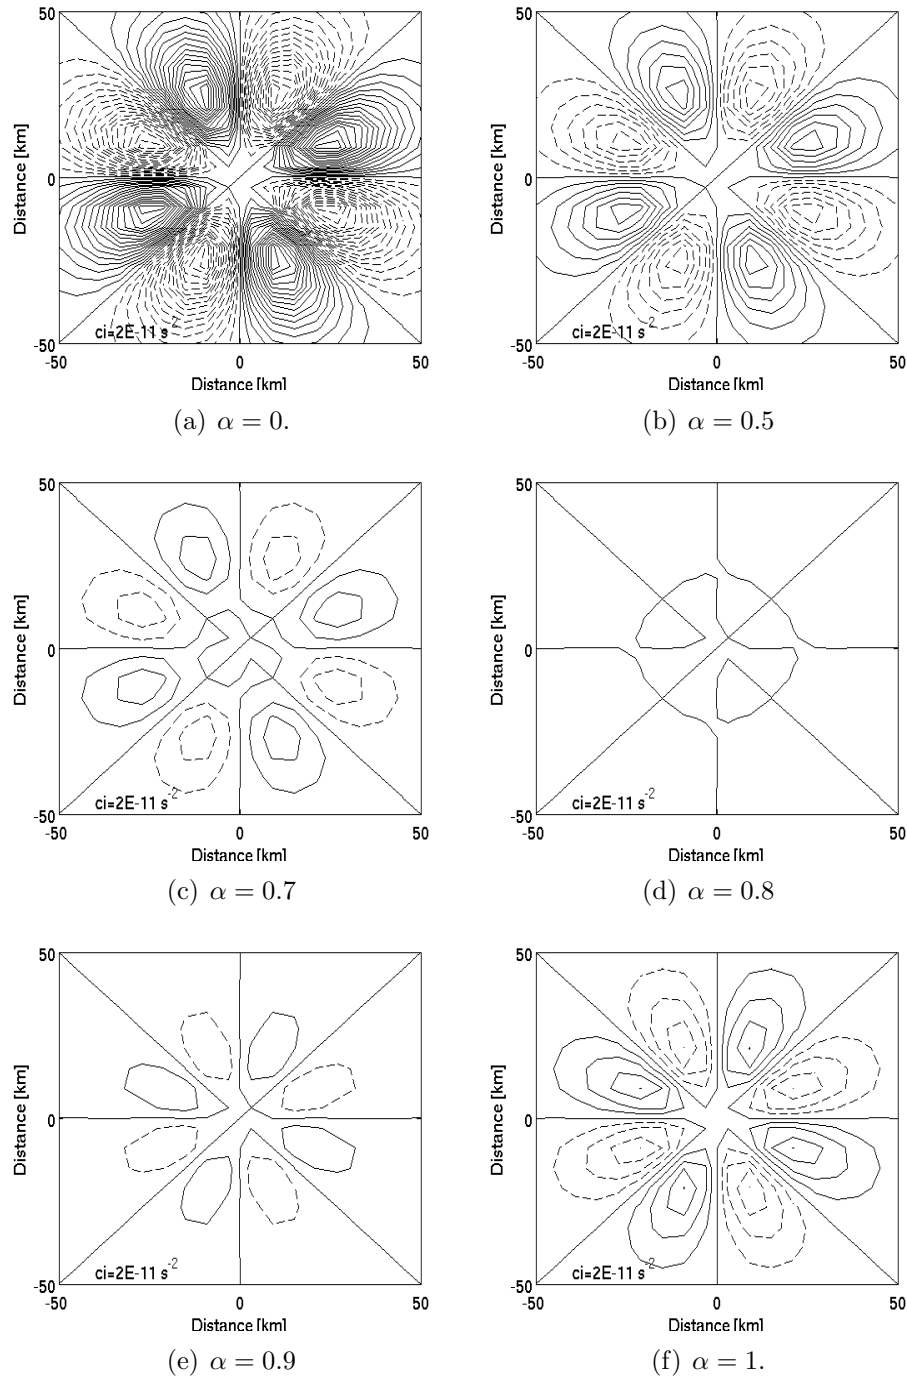 50
50
Distance [km]
Distance [km]
0
0
ci=2E-11 s-2
ci=2E-11 s-2
-50
-50
-50 0 50
-50 0 50
Distance [km]
Distance [km]
(a) α = 0.
(b) α = 0.5
50
50
Distance [km]
Distance [km]
0
0
ci=2E-11 s-2
ci=2E-11 s-2
-50
-50
-50 0 50
-50 0 50
Distance [km]
Distance [km]
(c) α = 0.7
(d) α = 0.8
50
50
Distance [km]
Distance [km]
0
0
ci=2E-11 s-2
ci=2E-11 s-2
-50
-50
-50 0 50
-50 0 50
Distance [km]
Distance [km]
(e) α = 0.9
(f) α = 1.